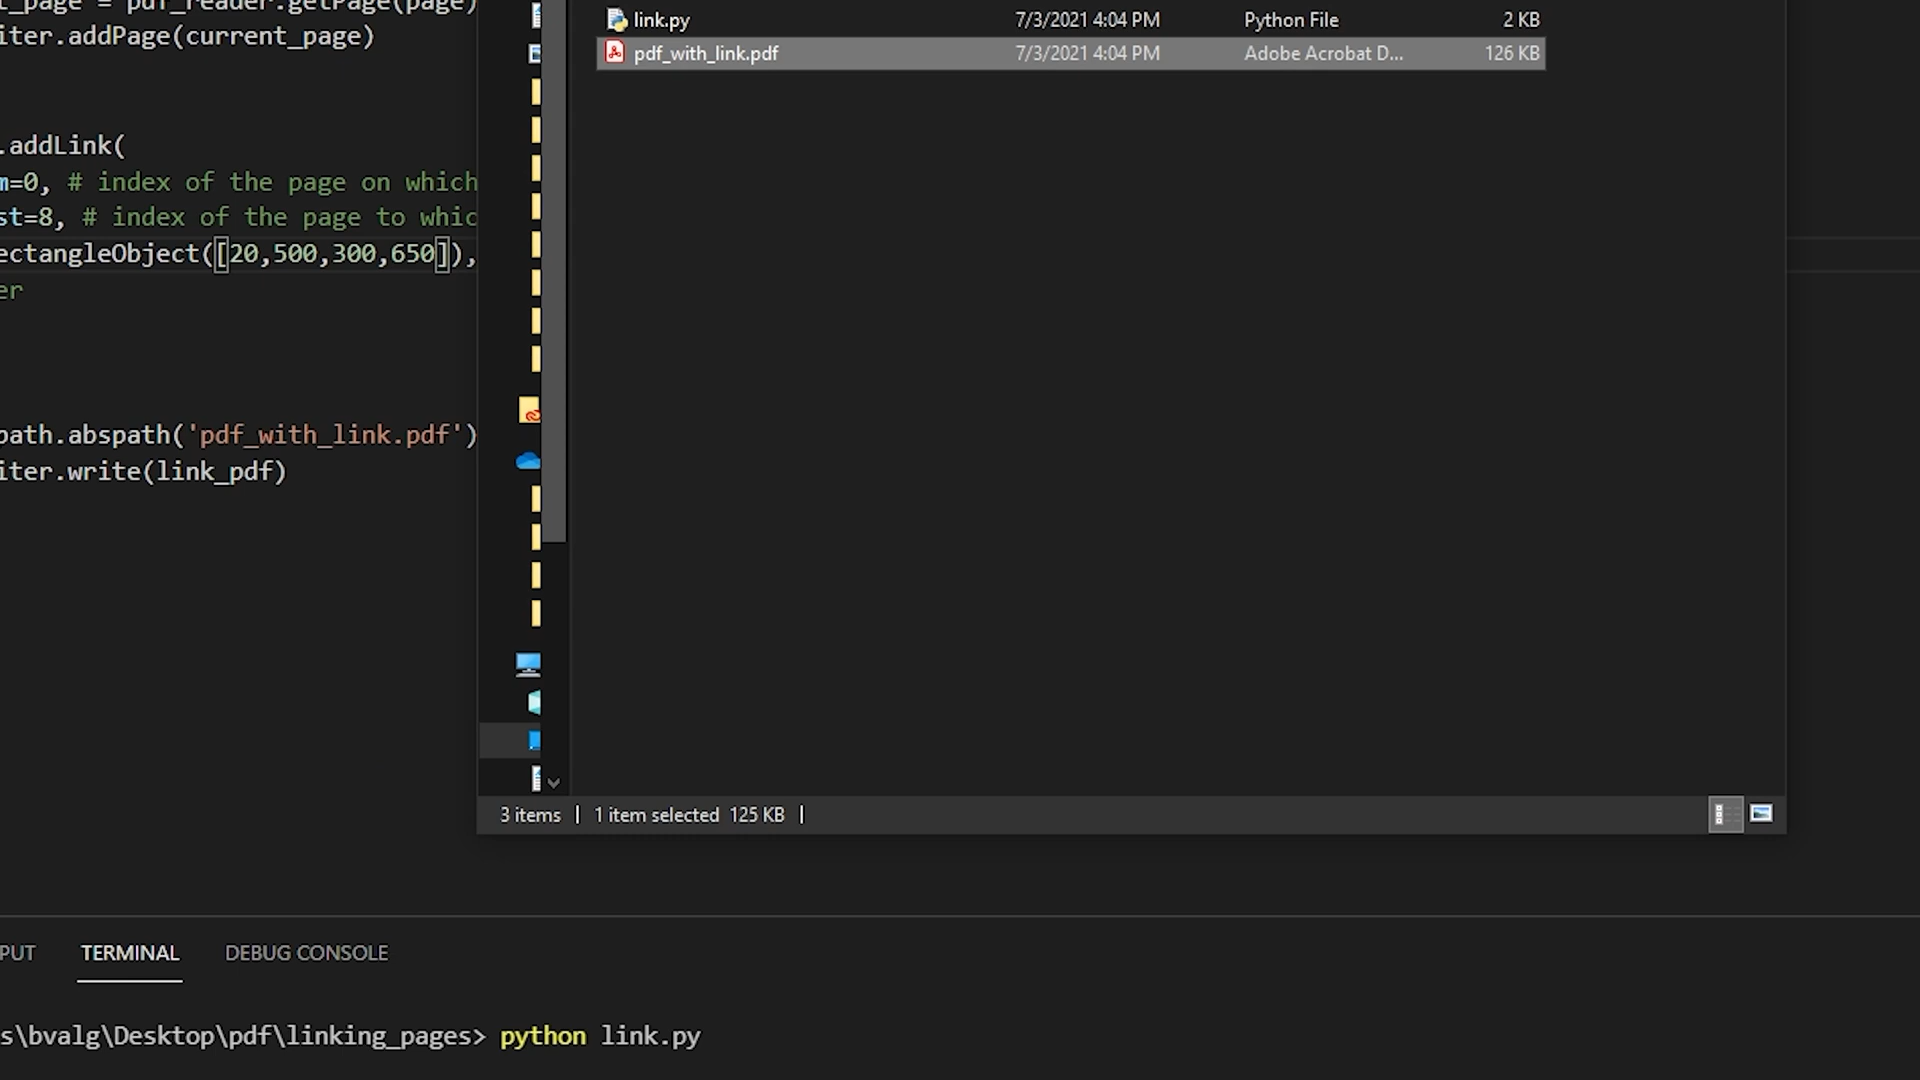 t_page = pdf_reader.getPage(page)
iter.addPage(current_page)
.addLink(
m=0, # index of the page on which
st=8, # index of the page to whic
ectangleObject([20,500,300,650]),
er
path.abspath('pdf_with_link.pdf')
iter.write(link_pdf)
link.py 7/3/2021 4:04 PM Python File 2 KB
pdf_with_link.pdf 7/3/2021 4:04 PM Adobe Acrobat D... 126 KB
3 items | 1 item selected 125 KB |
PUT TERMINAL DEBUG CONSOLE
s\bvalg\Desktop\pdf\linking_pages> python link.py